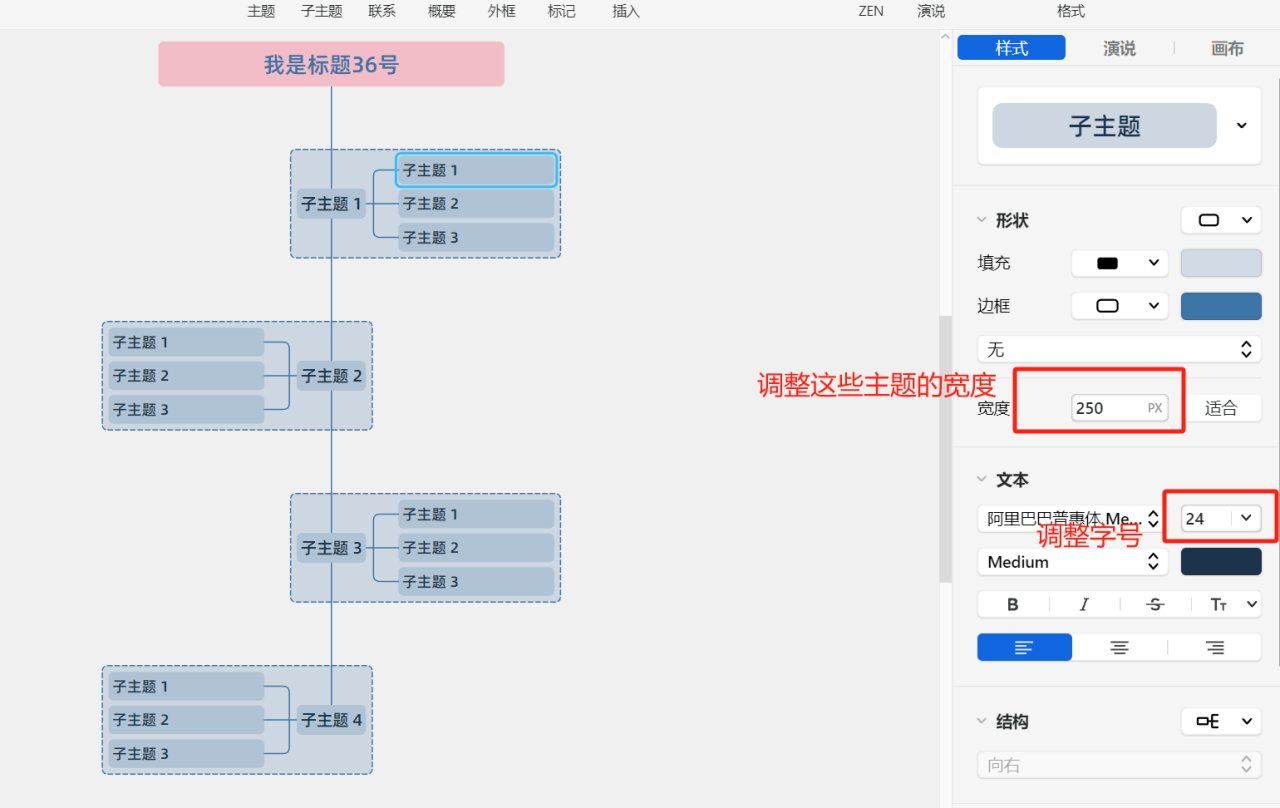 主题 子主题 联系 概要 外框 标记 插入 ZEN 演说 格式
样式 演说 画布
我是标题36号
子主题
子主题 1
子主题 1
子主题 2
子主题 3
子主题 1
子主题 2
子主题 3
子主题 2
子主题 3
子主题 1
子主题 2
子主题 3
子主题 1
子主题 2
子主题 3
子主题 4
形状
填充
边框
无
调整这些主题的宽度
宽度 250 PX 适合
文本
阿里巴巴普惠体 Me... 24
调整字号
Medium
B I S Tт
结构
向右